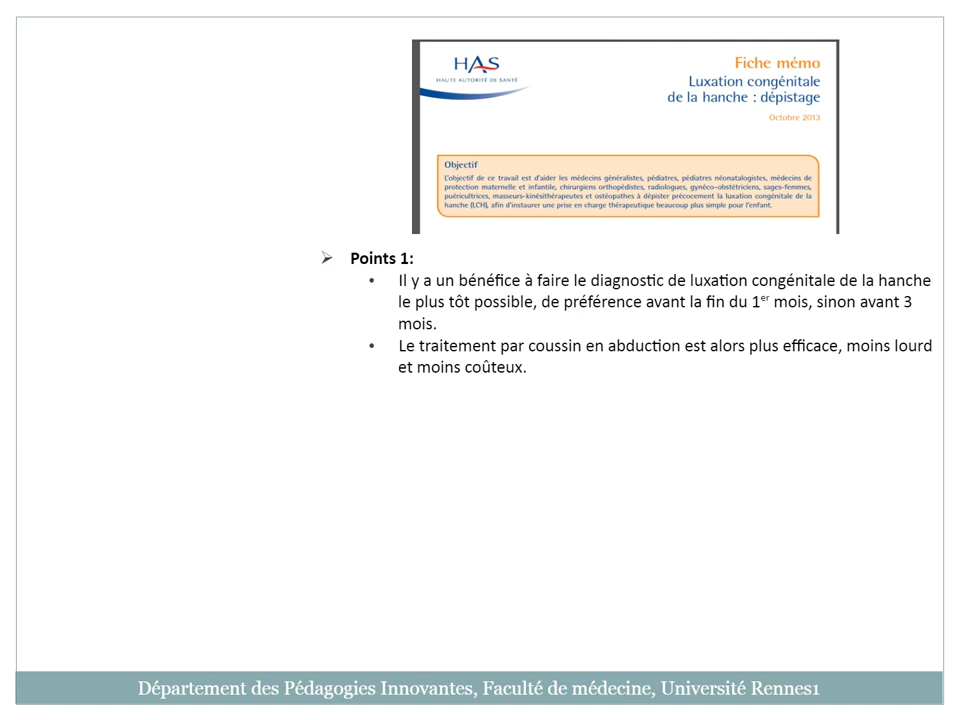 HAS
HAUTE AUTORITÉ DE SANTÉ
Fiche mémo
Luxation congénitale
de la hanche : dépistage
Octobre 2013
Objectif
L'objectif de ce travail est d'aider les médecins généralistes, pédiatres, pédiatres néonatalogistes, médecins de
protection maternelle et infantile, chirurgiens orthopédistes, radiologues, gynéco-obstétriciens, sages-femmes,
puéricultrices, masseurs-kinésithérapeutes et ostéopathes à dépister précocement la luxation congénitale de la
hanche (LCH), afin d'instaurer une prise en charge thérapeutique beaucoup plus simple pour l'enfant.
➢ Points 1:
• Il y a un bénéfice à faire le diagnostic de luxation congénitale de la hanche
le plus tôt possible, de préférence avant la fin du 1er mois, sinon avant 3
mois.
• Le traitement par coussin en abduction est alors plus efficace, moins lourd
et moins coûteux.
Département des Pédagogies Innovantes, Faculté de médecine, Université Rennes1